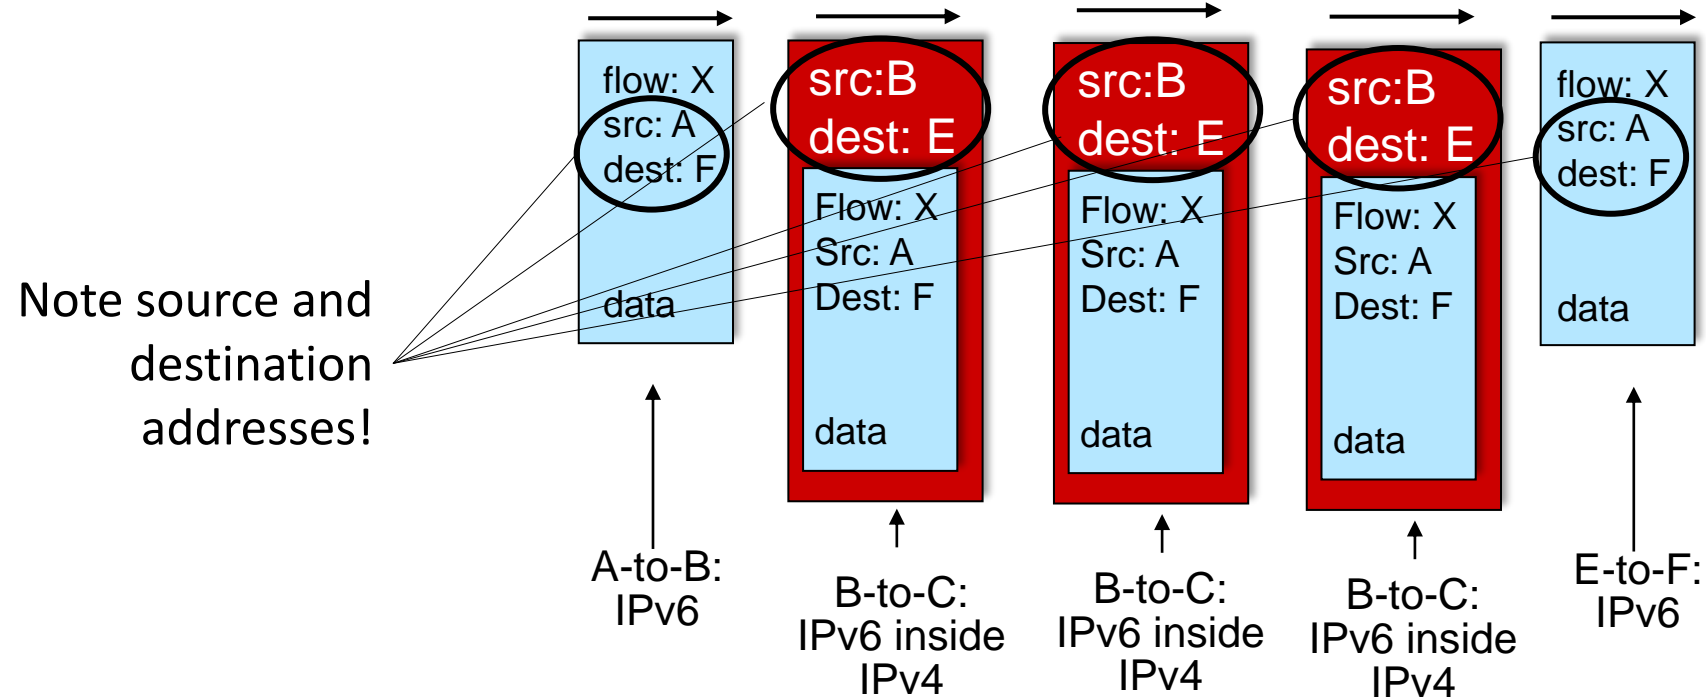 flow: X
src: A
dest: F
data
src:B
dest: E
Flow: X
Src: A
Dest: F
data
src:B
dest: E
Flow: X
Src: A
Dest: F
data
src:B
dest: E
Flow: X
Src: A
Dest: F
data
flow: X
src: A
dest: F
data
Note source and
destination
addresses!
A-to-B:
IPv6
B-to-C:
IPv6 inside
IPv4
B-to-C:
IPv6 inside
IPv4
B-to-C:
IPv6 inside
IPv4
E-to-F:
IPv6